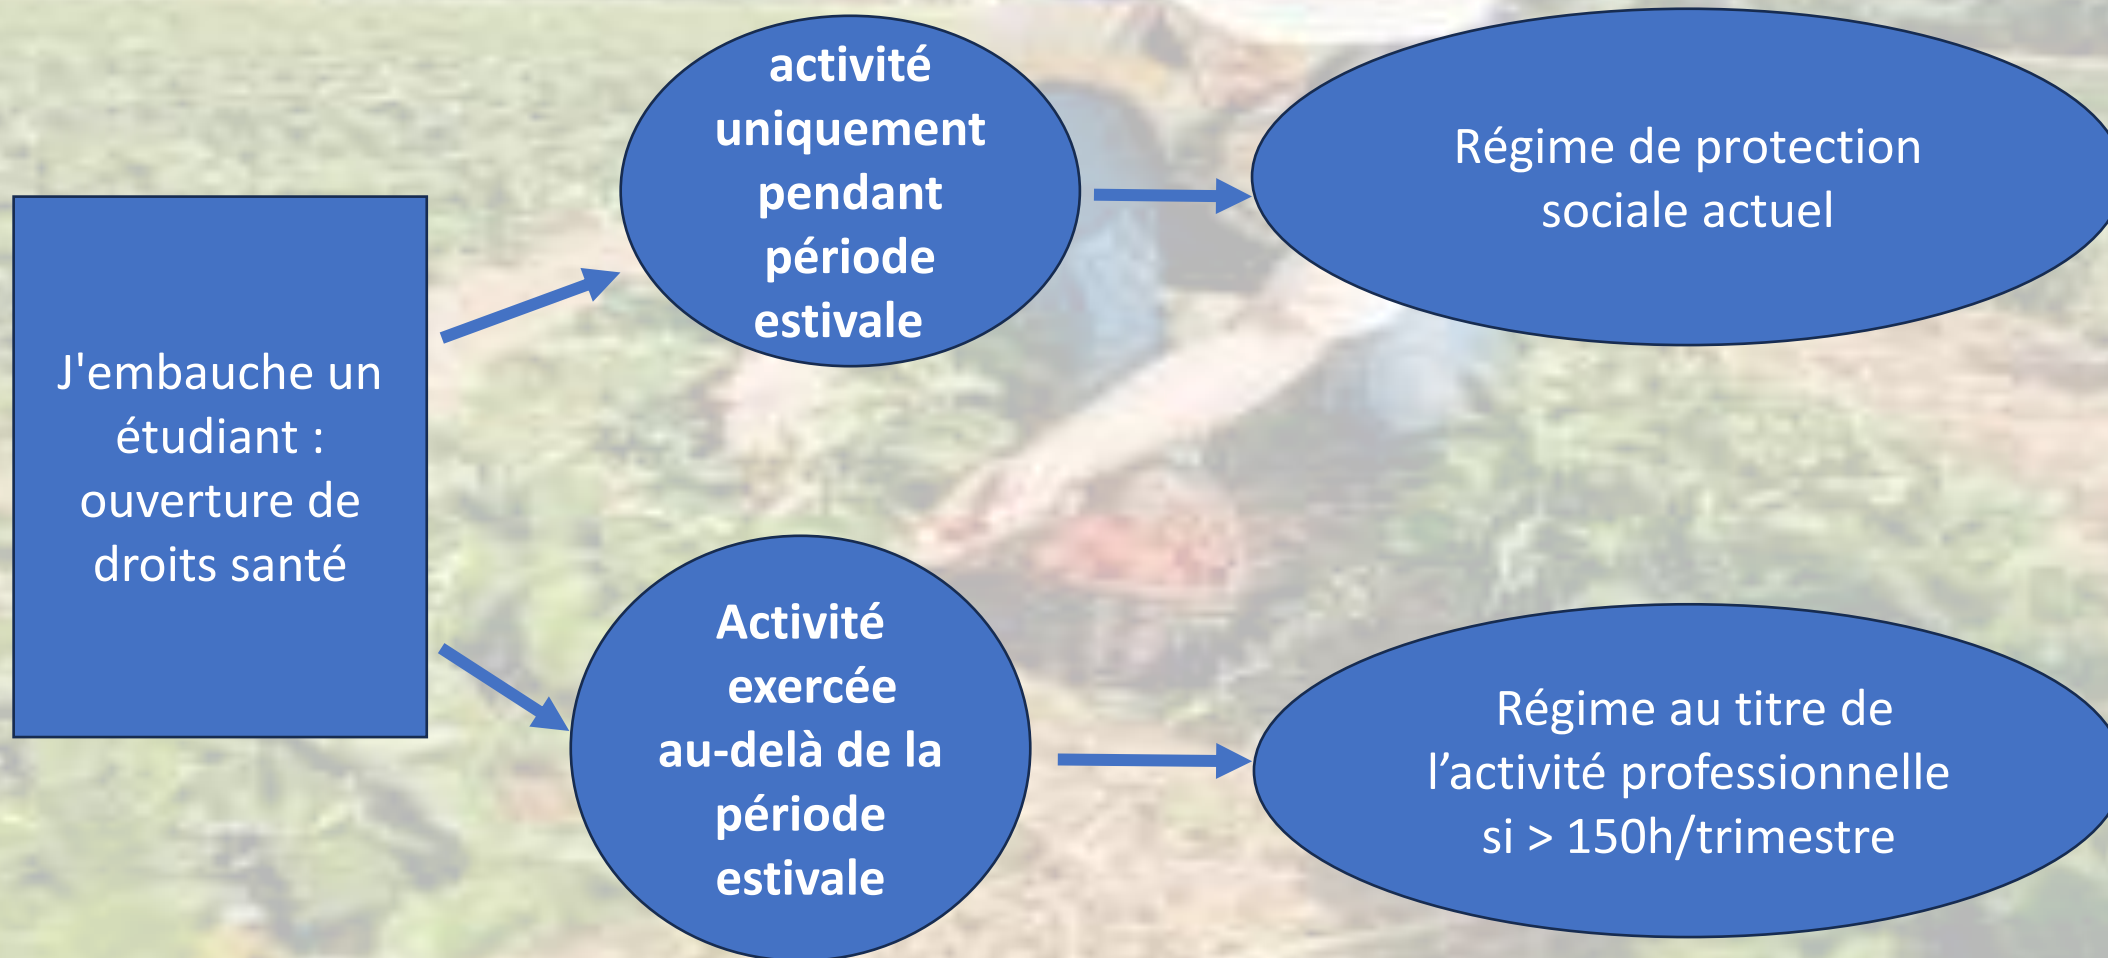 J'embauche un
étudiant :
ouverture de
droits santé
activité
uniquement
pendant
période
estivale
Régime de protection
sociale actuel
Activité
exercée
au-delà de la
période
estivale
Régime au titre de
l’activité professionnelle
si > 150h/trimestre